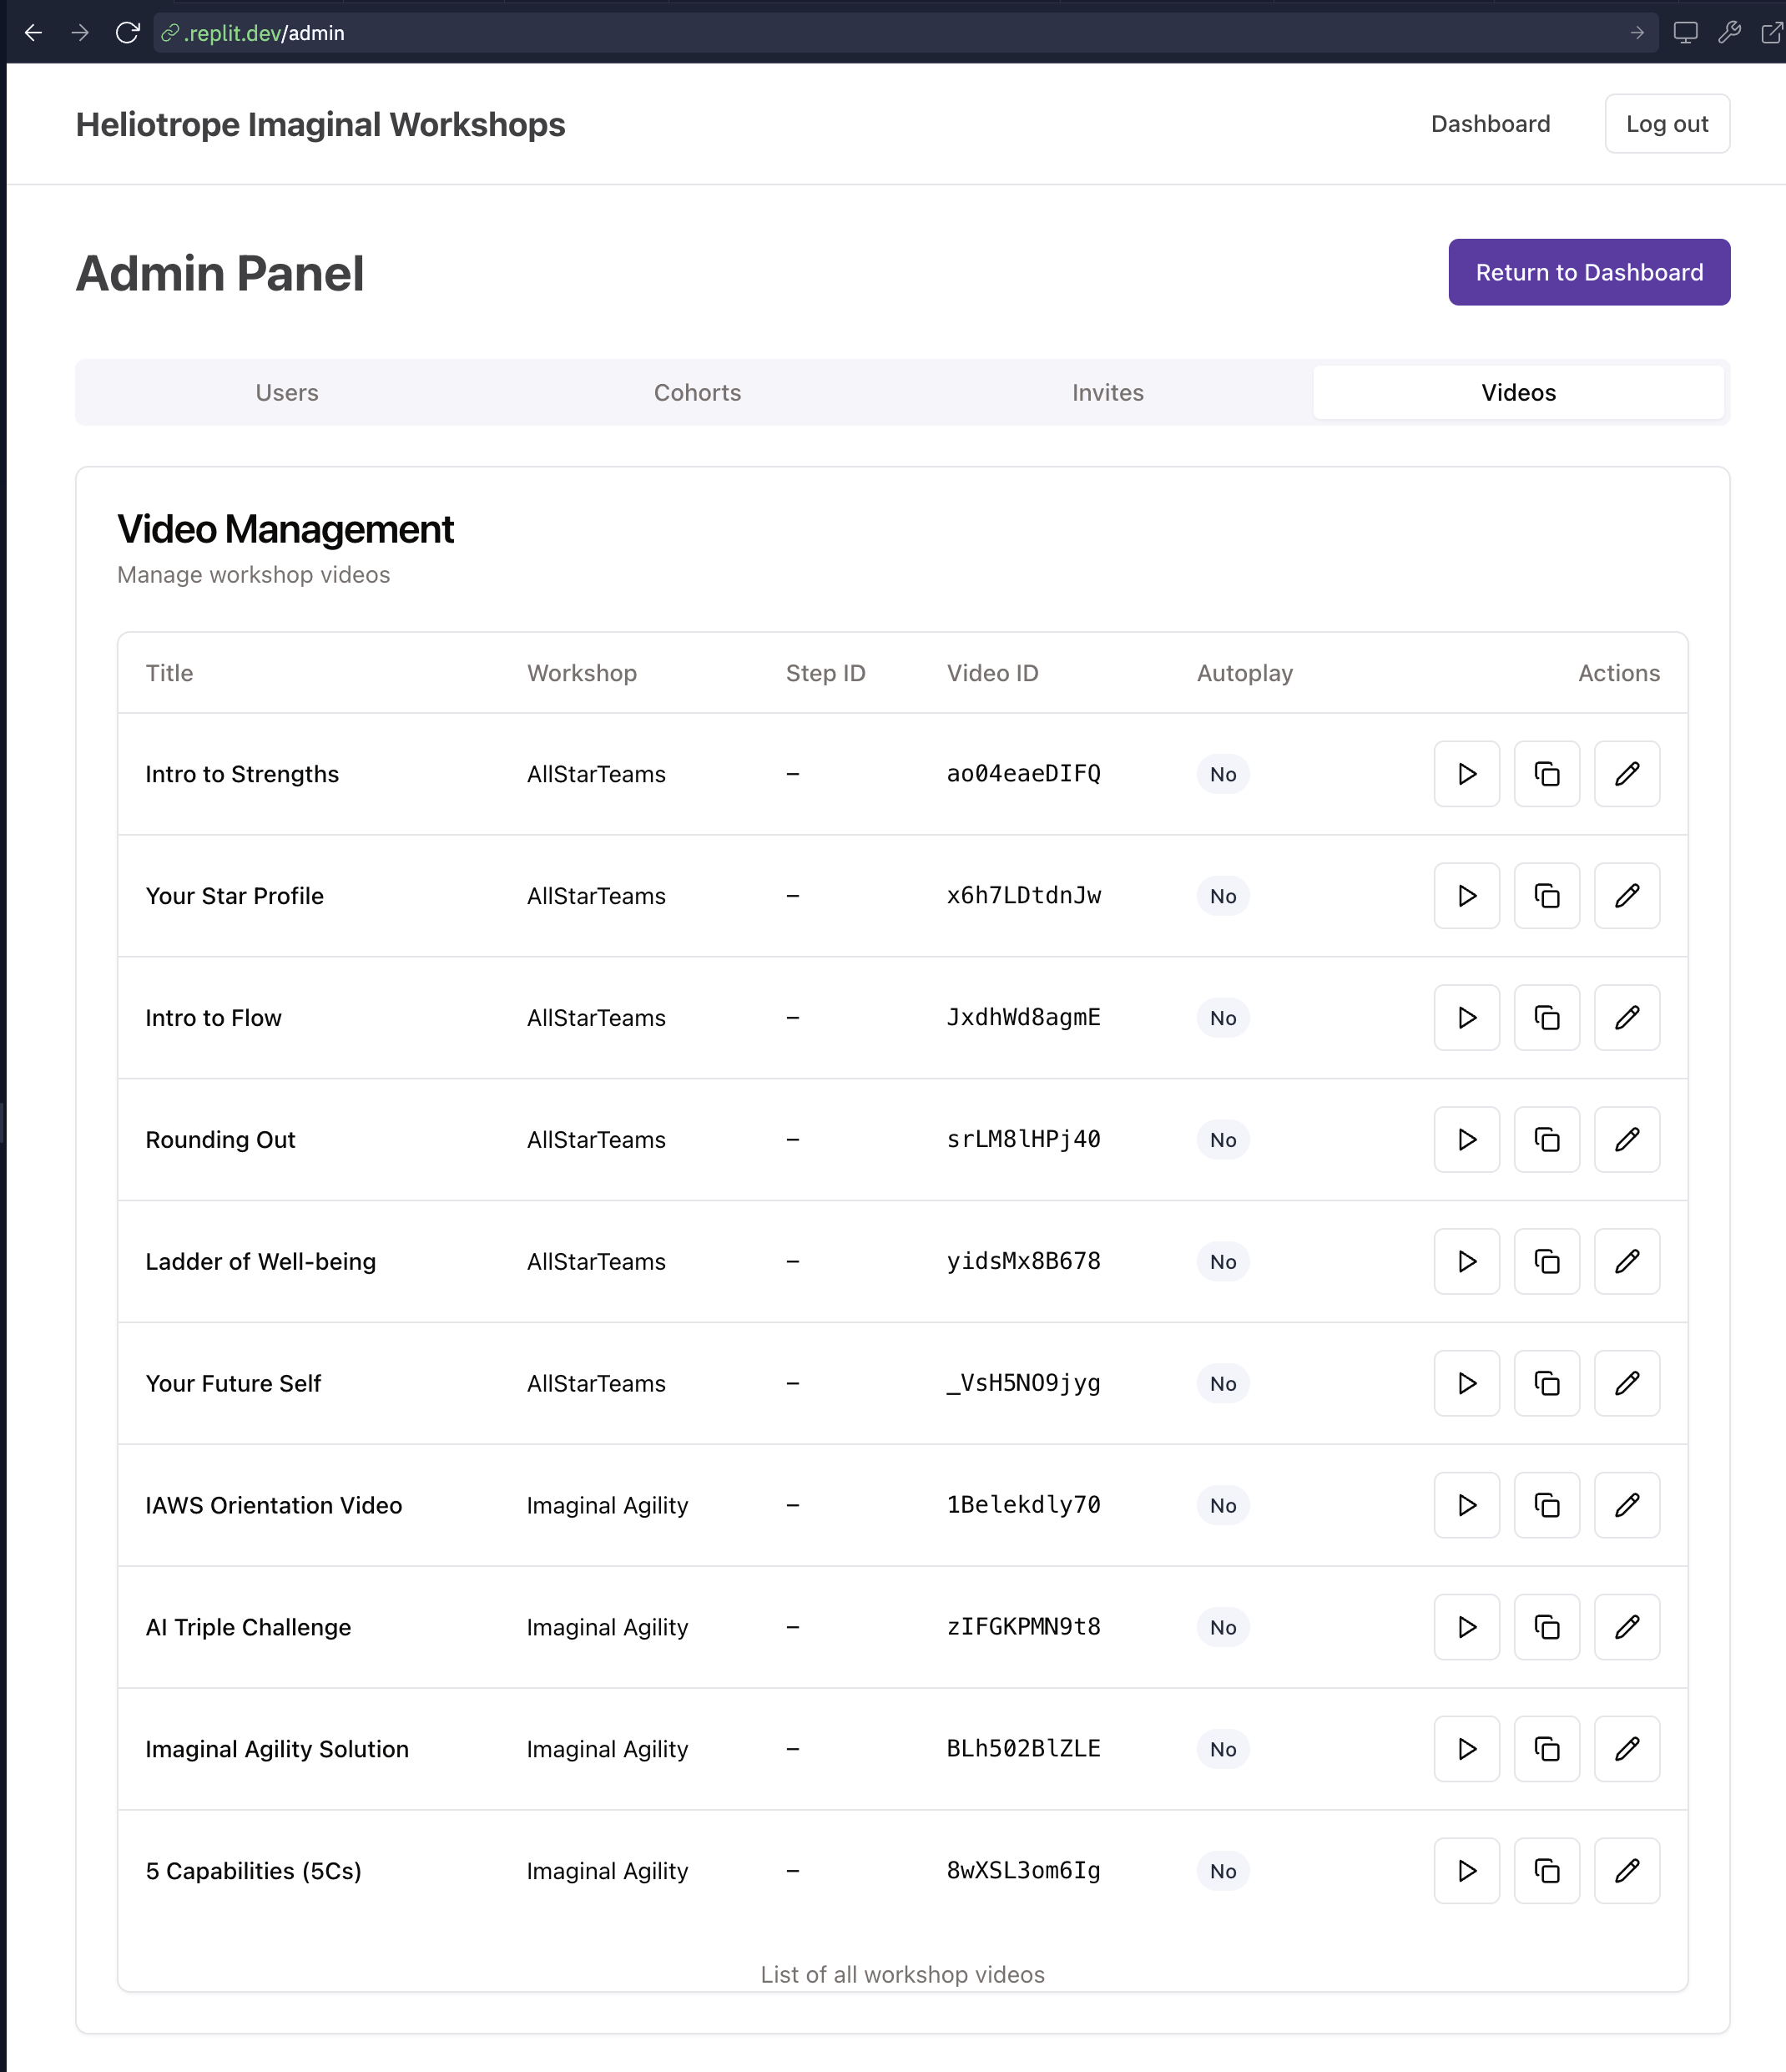 .replit.dev/admin
Heliotrope Imaginal Workshops
Dashboard
Log out
Admin Panel
Return to Dashboard
Users Cohorts Invites Videos
Video Management
Manage workshop videos
Title Workshop Step ID Video ID Autoplay Actions
Intro to Strengths AllStarTeams – ao04eaeDIFQ No
Your Star Profile AllStarTeams – x6h7LDtdnJw No
Intro to Flow AllStarTeams – JxdhWd8agmE No
Rounding Out AllStarTeams – srLM8lHPj40 No
Ladder of Well-being AllStarTeams – yidsMx8B678 No
Your Future Self AllStarTeams – _VsH5NO9jyg No
IAWS Orientation Video Imaginal Agility – 1Belekdly70 No
AI Triple Challenge Imaginal Agility – zIFGKPMN9t8 No
Imaginal Agility Solution Imaginal Agility – BLh502BlZLE No
5 Capabilities (5Cs) Imaginal Agility – 8wXSL3om6Ig No
List of all workshop videos